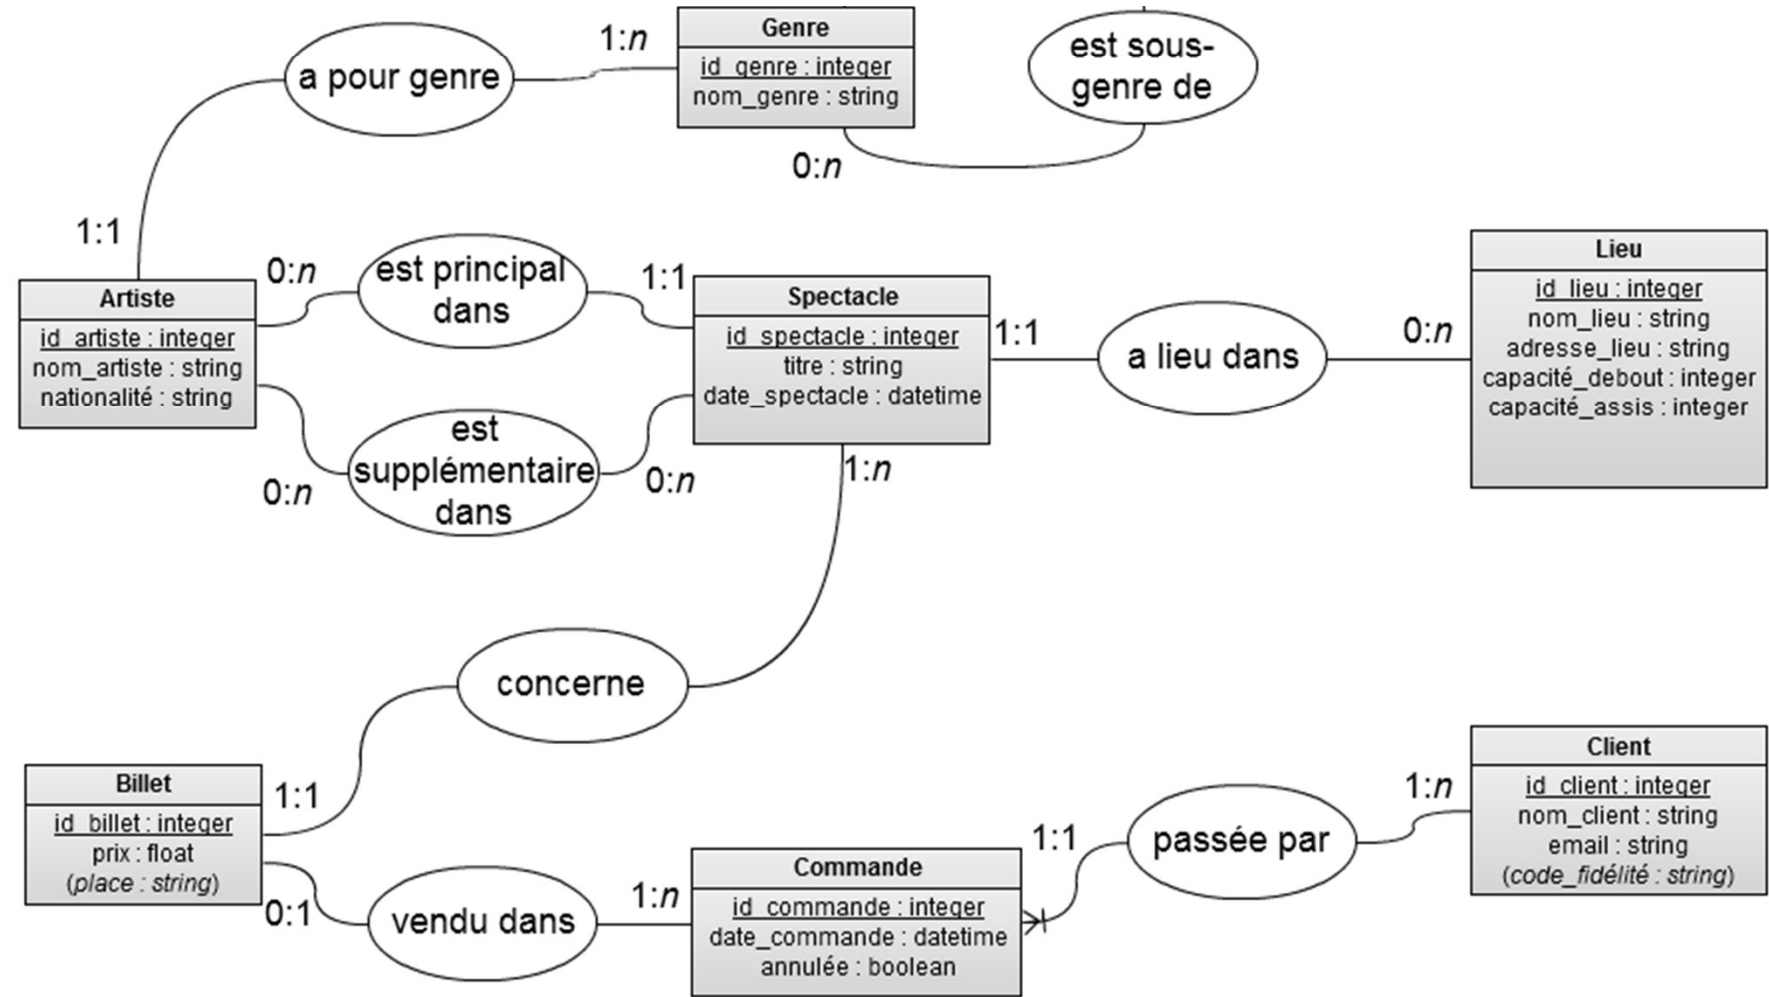 a pour genre
1:n
Genre
id_genre : integer
nom_genre : string
est sous-
genre de
0:n
1:1
Artiste
id_artiste : integer
nom_artiste : string
nationalité : string
0:n
est principal
dans
1:1
Spectacle
id_spectacle : integer
titre : string
date_spectacle : datetime
1:1
a lieu dans
0:n
Lieu
id_lieu : integer
nom_lieu : string
adresse_lieu : string
capacité_debout : integer
capacité_assis : integer
0:n
est
supplémentaire
dans
0:n
1:n
concerne
Billet
id_billet : integer
prix : float
(place : string)
1:1
0:1
vendu dans
1:n
Commande
id_commande : integer
date_commande : datetime
annulée : boolean
1:1
passée par
1:n
Client
id_client : integer
nom_client : string
email : string
(code_fidélité : string)